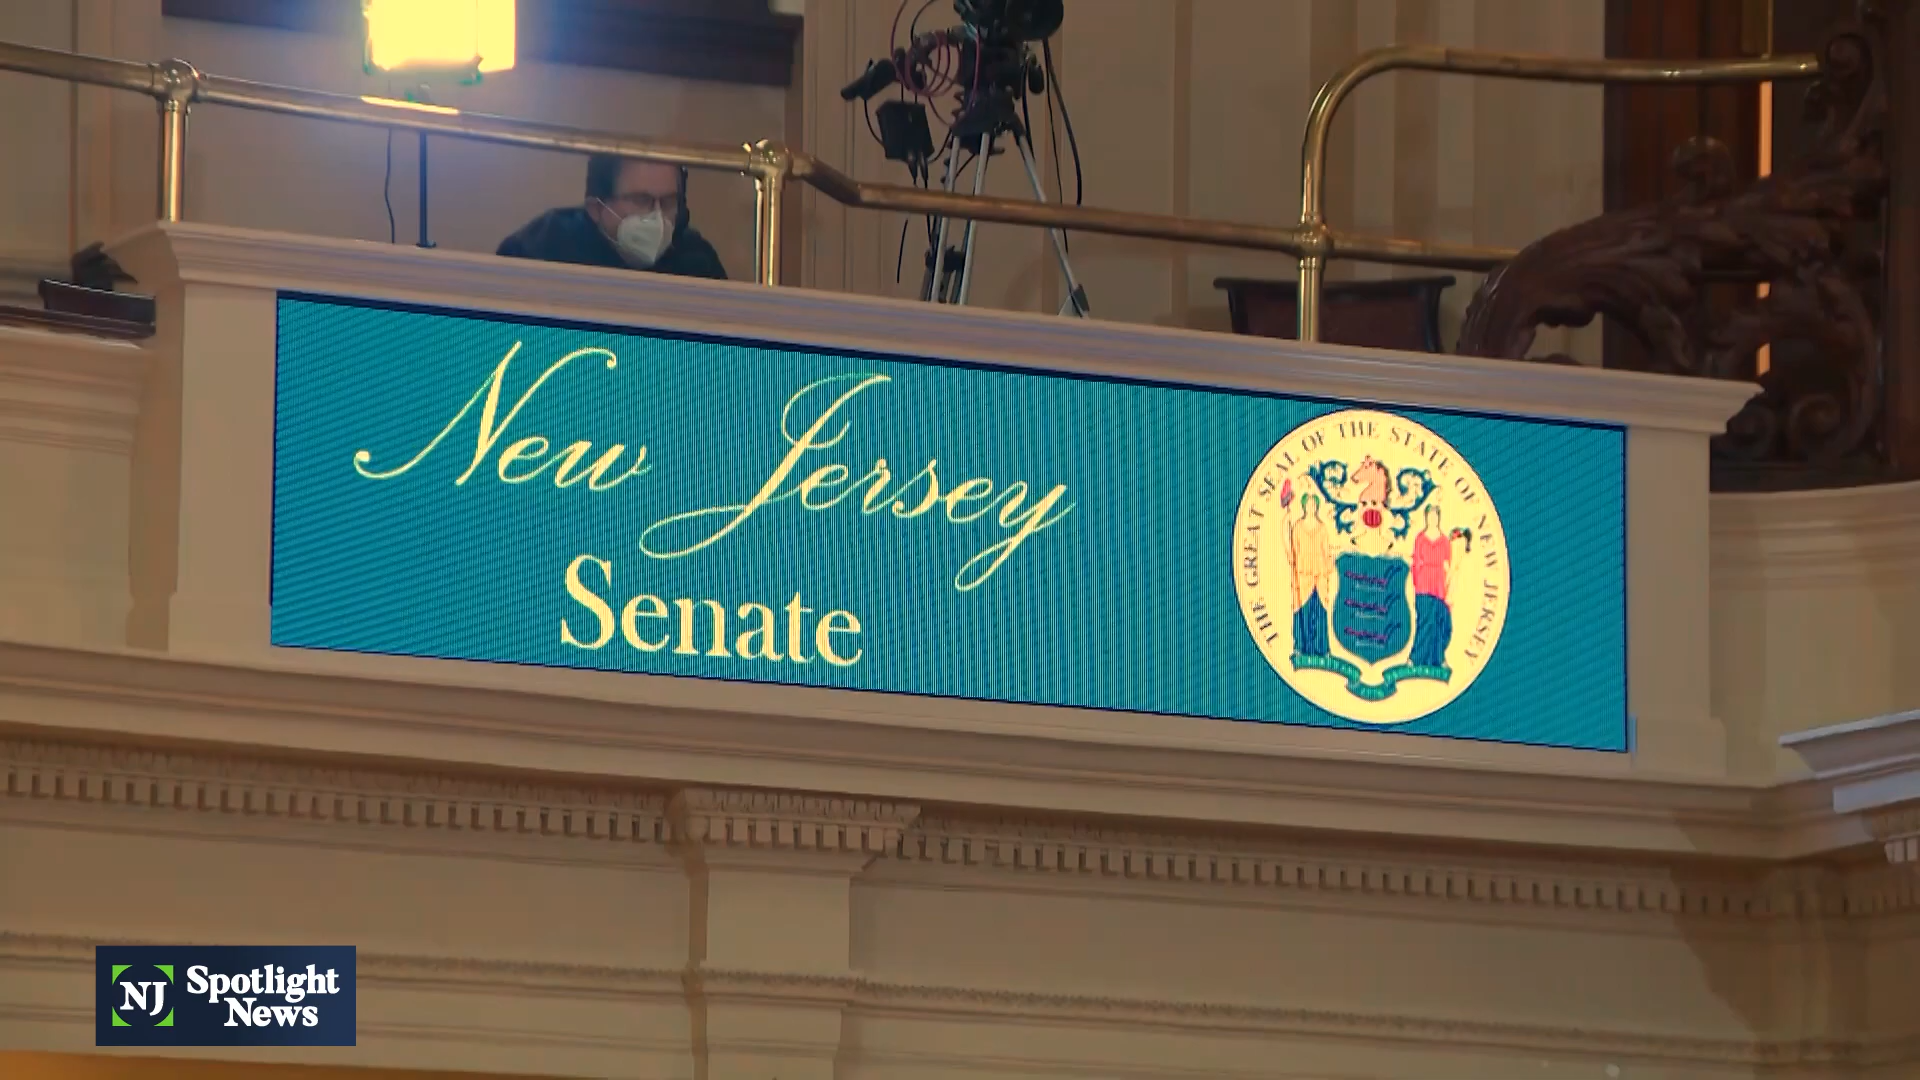 New Jersey
Senate
THE GREAT SEAL OF THE STATE OF NEW JERSEY
NJ Spotlight
News